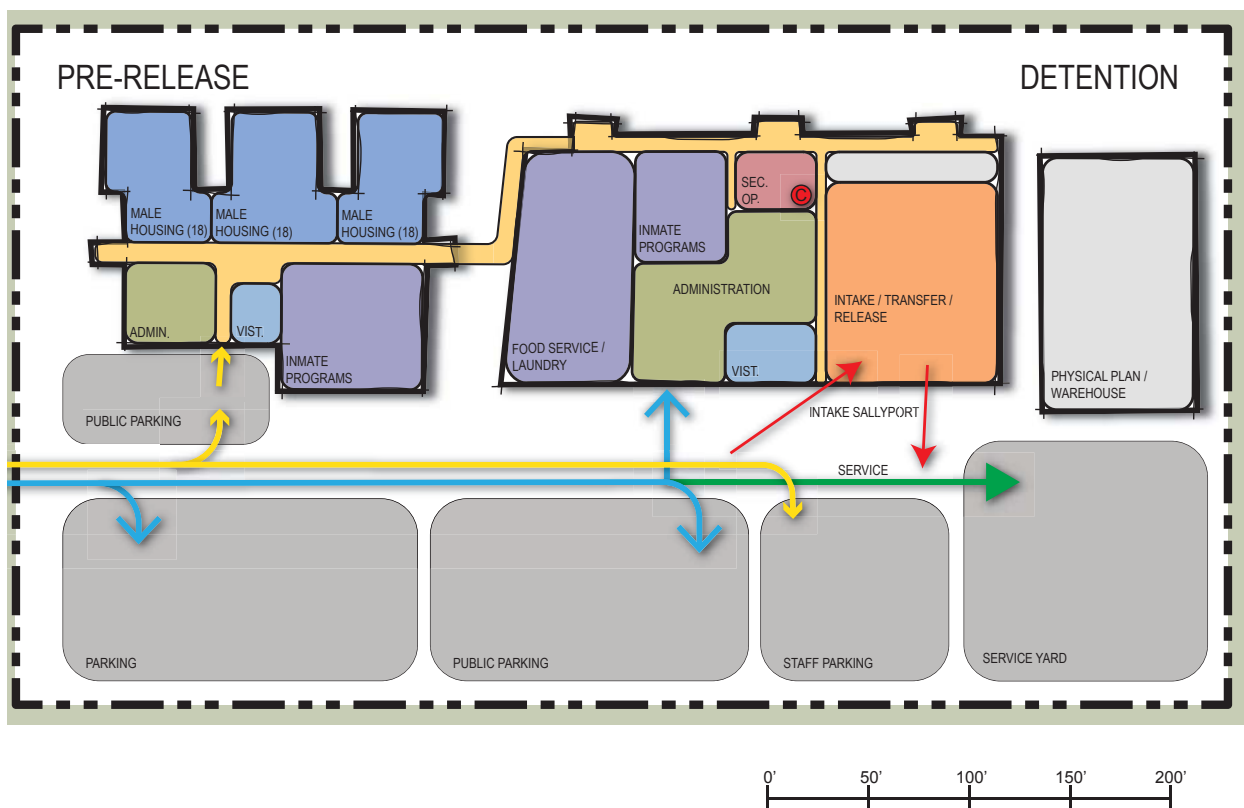 PRE-RELEASE
DETENTION
MALE
HOUSING (18)
MALE
HOUSING (18)
MALE
HOUSING (18)
ADMIN.
VIST.
INMATE
PROGRAMS
PUBLIC PARKING
FOOD SERVICE /
LAUNDRY
INMATE
PROGRAMS
SEC.
OP.
C
ADMINISTRATION
VIST.
INTAKE / TRANSFER /
RELEASE
PHYSICAL PLAN /
WAREHOUSE
INTAKE SALLYPORT
SERVICE
PARKING
PUBLIC PARKING
STAFF PARKING
SERVICE YARD
0' 50' 100' 150' 200'